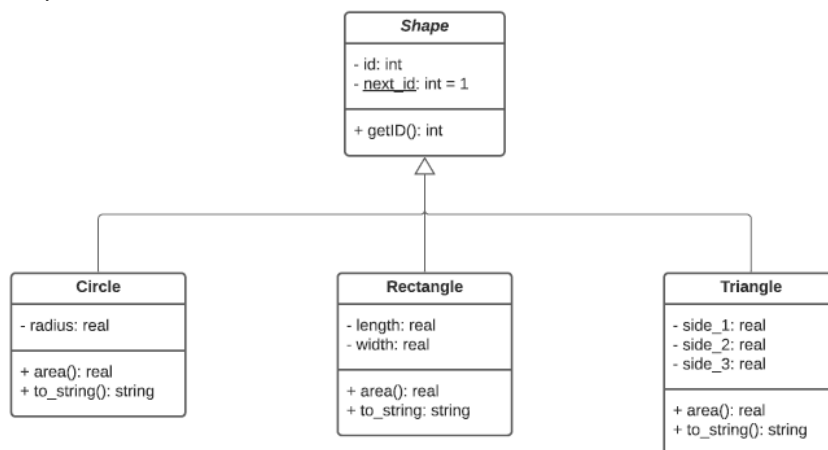 Shape
- id: int
- next_id: int = 1
+ getID(): int
Circle
- radius: real
+ area(): real
+ to_string(): string
Rectangle
- length: real
- width: real
+ area(): real
+ to_string: string
Triangle
- side_1: real
- side_2: real
- side_3: real
+ area(): real
+ to_string(): string